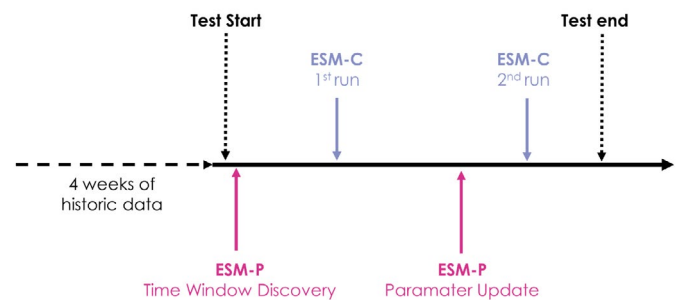 Test Start
Test end
ESM-C
1st run
ESM-C
2nd run
4 weeks of
historic data
ESM-P
Time Window Discovery
ESM-P
Paramater Update